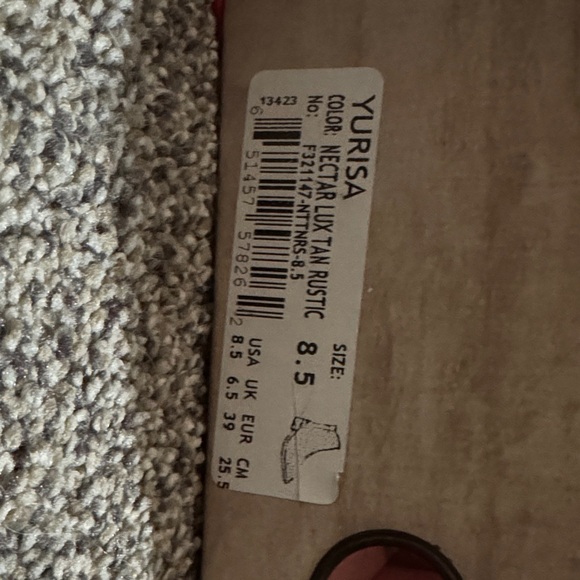 YURISA
COLOR: NECTAR LUX TAN RUSTIC
No: F321147-NTTNRS-8.5
13423
6 51457 57826 2
SIZE:
8.5
USA UK EUR CM
8.5 6.5 39 25.5